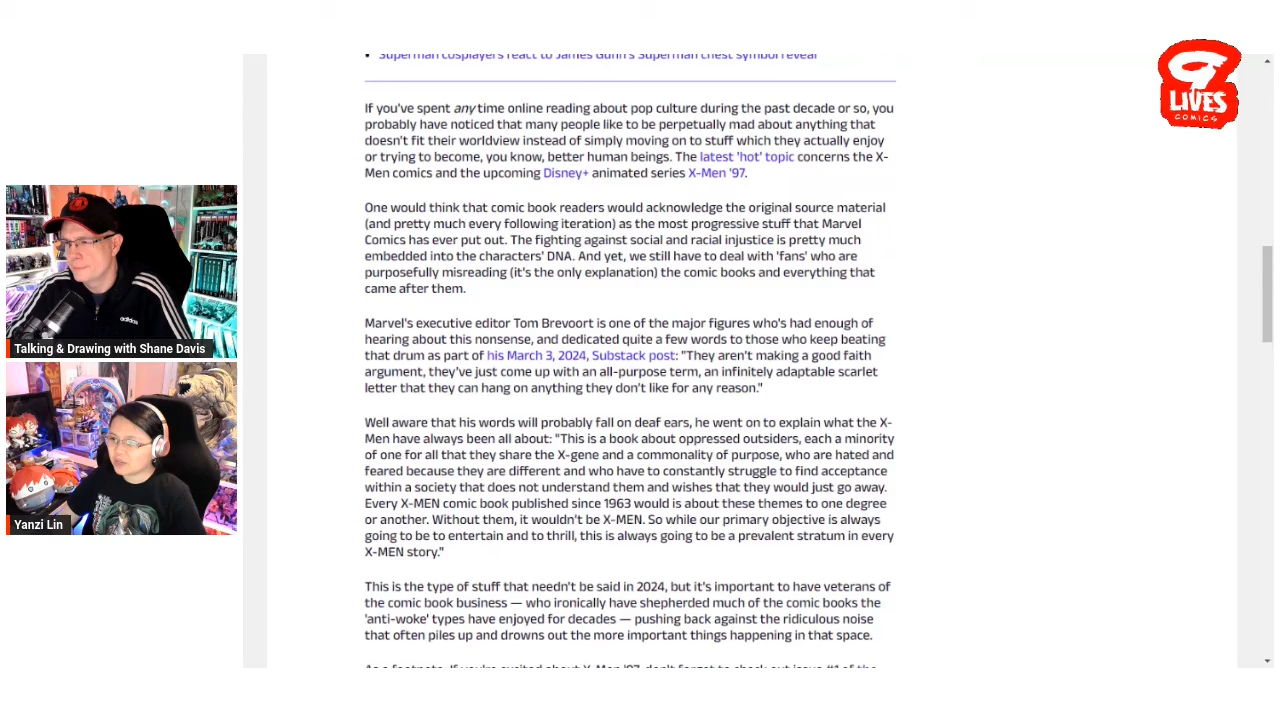 Superman cosplayers react to James Gunn's Superman chest symbol reveal
If you've spent any time online reading about pop culture during the past decade or so, you
probably have noticed that many people like to be perpetually mad about anything that
doesn't fit their worldview instead of simply moving on to stuff which they actually enjoy
or trying to become, you know, better human beings. The latest 'hot' topic concerns the X-
Men comics and the upcoming Disney+ animated series X-Men '97.
One would think that comic book readers would acknowledge the original source material
(and pretty much every following iteration) as the most progressive stuff that Marvel
Comics has ever put out. The fighting against social and racial injustice is pretty much
embedded into the characters' DNA. And yet, we still have to deal with 'fans' who are
purposefully misreading (it's the only explanation) the comic books and everything that
came after them.
Marvel's executive editor Tom Brevoort is one of the major figures who's had enough of
hearing about this nonsense, and dedicated quite a few words to those who keep beating
that drum as part of his March 3, 2024, Substack post: "They aren't making a good faith
argument, they've just come up with an all-purpose term, an infinitely adaptable scarlet
letter that they can hang on anything they don't like for any reason."
Well aware that his words will probably fall on deaf ears, he went on to explain what the X-
Men have always been all about: "This is a book about oppressed outsiders, each a minority
of one for all that they share the X-gene and a commonality of purpose, who are hated and
feared because they are different and who have to constantly struggle to find acceptance
within a society that does not understand them and wishes that they would just go away.
Every X-MEN comic book published since 1963 would is about these themes to one degree
or another. Without them, it wouldn't be X-MEN. So while our primary objective is always
going to be to entertain and to thrill, this is always going to be a prevalent stratum in every
X-MEN story."
This is the type of stuff that needn't be said in 2024, but it's important to have veterans of
the comic book business — who ironically have shepherded much of the comic books the
'anti-woke' types have enjoyed for decades — pushing back against the ridiculous noise
that often piles up and drowns out the more important things happening in that space.
As a footnote: If you're excited about X-Men '97, don't forget to check out issue #1 of the
9
LIVES
COMICS
adidas
Talking & Drawing with Shane Davis
Yanzi Lin